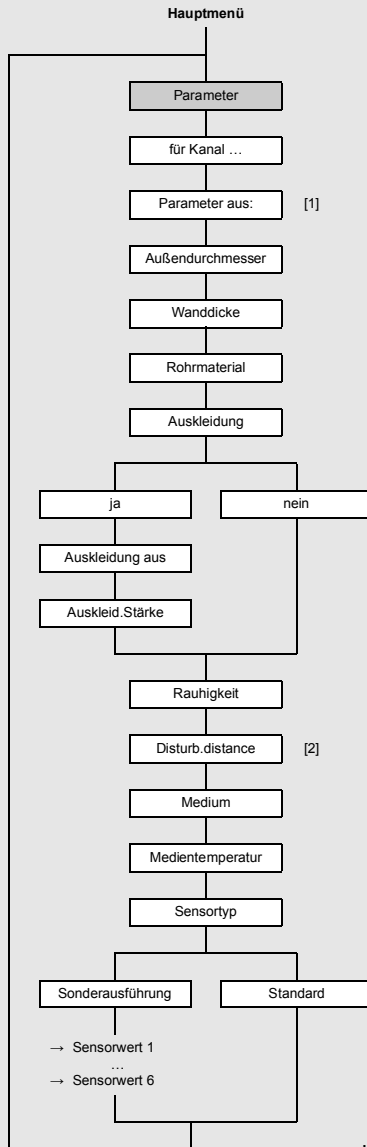 Hauptmenü
Parameter
für Kanal …
Parameter aus: [1]
Außendurchmesser
Wanddicke
Rohrmaterial
Auskleidung
ja nein
Auskleidung aus
Auskleid.Stärke
Rauhigkeit
Disturb.distance [2]
Medium
Medientemperatur
Sensortyp
Sonderausführung Standard
→ Sensorwert 1
…
→ Sensorwert 6